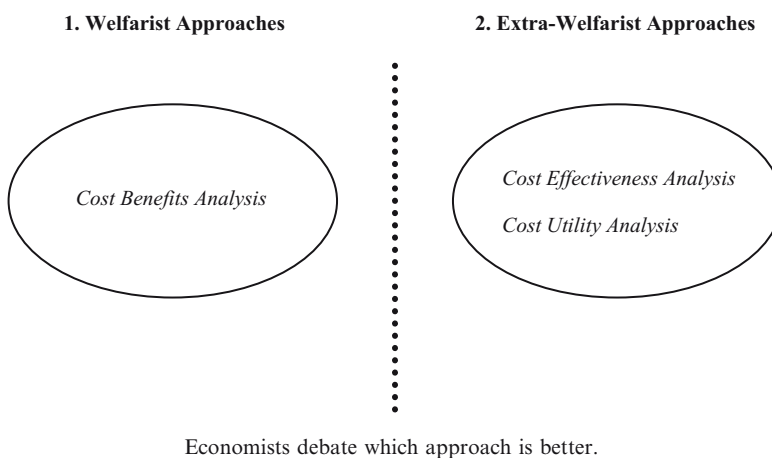 1. Welfarist Approaches
2. Extra-Welfarist Approaches
Cost Benefits Analysis
Cost Effectiveness Analysis
Cost Utility Analysis
Economists debate which approach is better.